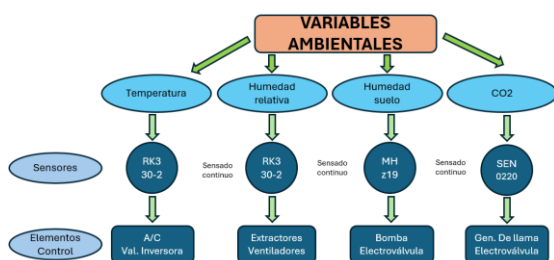 VARIABLES
AMBIENTALES
Temperatura
Humedad
relativa
Humedad
suelo
CO2
Sensores
RK3
30-2
Sensado
continuo
RK3
30-2
Sensado
continuo
MH
z19
Sensado
continuo
SEN
0220
Elementos
Control
A/C
Val. Inversora
Extractores
Ventiladores
Bomba
Electroválvula
Gen. De llama
Electroválvula